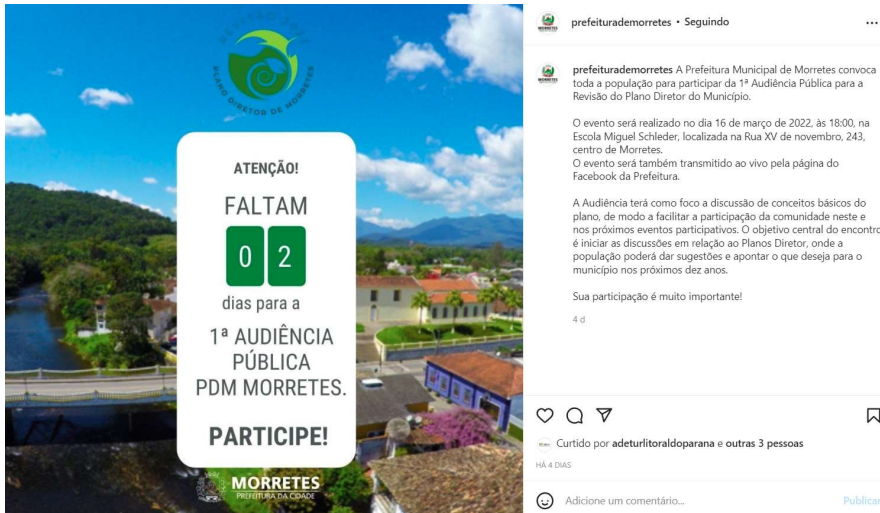 REVISÃO 2022
PLANO DIRETOR DE MORRETES
ATENÇÃO!
FALTAM
0 2
dias para a
1ª AUDIÊNCIA
PÚBLICA
PDM MORRETES.
PARTICIPE!
MORRETES
PREFEITURA DA CIDADE
MORRETES
prefeiturademorretes • Seguindo
MORRETES
prefeiturademorretes A Prefeitura Municipal de Morretes convoca
toda a população para participar da 1ª Audiência Pública para a
Revisão do Plano Diretor do Município.
O evento será realizado no dia 16 de março de 2022, às 18:00, na
Escola Miguel Schleder, localizada na Rua XV de novembro, 243,
centro de Morretes.
O evento será também transmitido ao vivo pela página do
Facebook da Prefeitura.
A Audiência terá como foco a discussão de conceitos básicos do
plano, de modo a facilitar a participação da comunidade neste e
nos próximos eventos participativos. O objetivo central do encontro
é iniciar as discussões em relação ao Planos Diretor, onde a
população poderá dar sugestões e apontar o que deseja para o
município nos próximos dez anos.
Sua participação é muito importante!
4 d
Curtido por adeturlitoraldoparana e outras 3 pessoas
HÁ 4 DIAS
Adicione um comentário...
Publicar